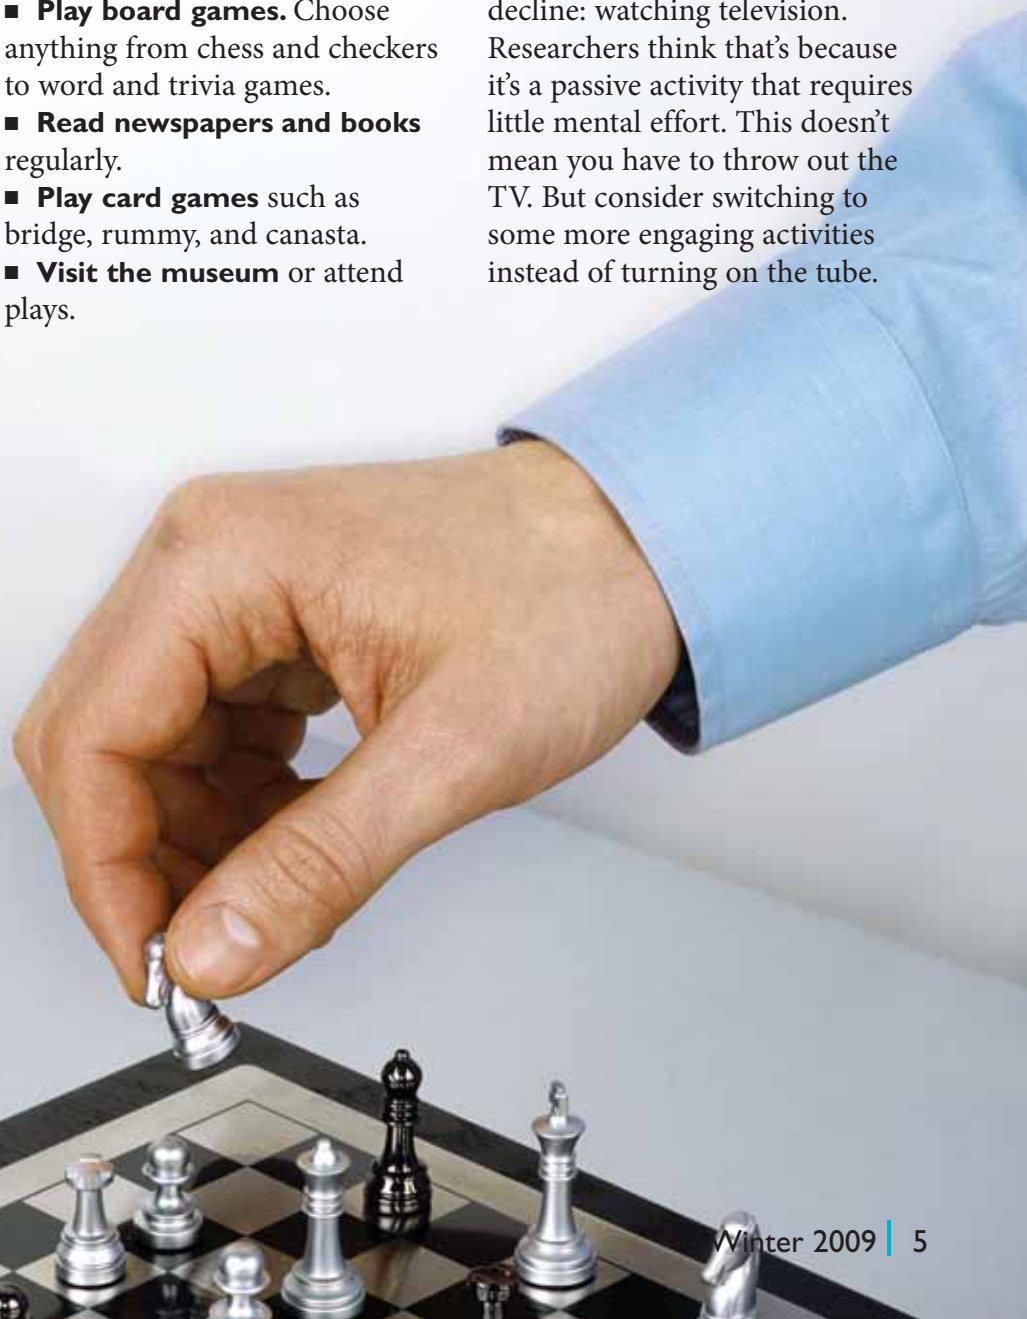 ■ Play board games. Choose
anything from chess and checkers
to word and trivia games.
■ Read newspapers and books
regularly.
■ Play card games such as
bridge, rummy, and canasta.
■ Visit the museum or attend
plays.
decline: watching television.
Researchers think that’s because
it’s a passive activity that requires
little mental effort. This doesn’t
mean you have to throw out the
TV. But consider switching to
some more engaging activities
instead of turning on the tube.
Winter 2009 | 5